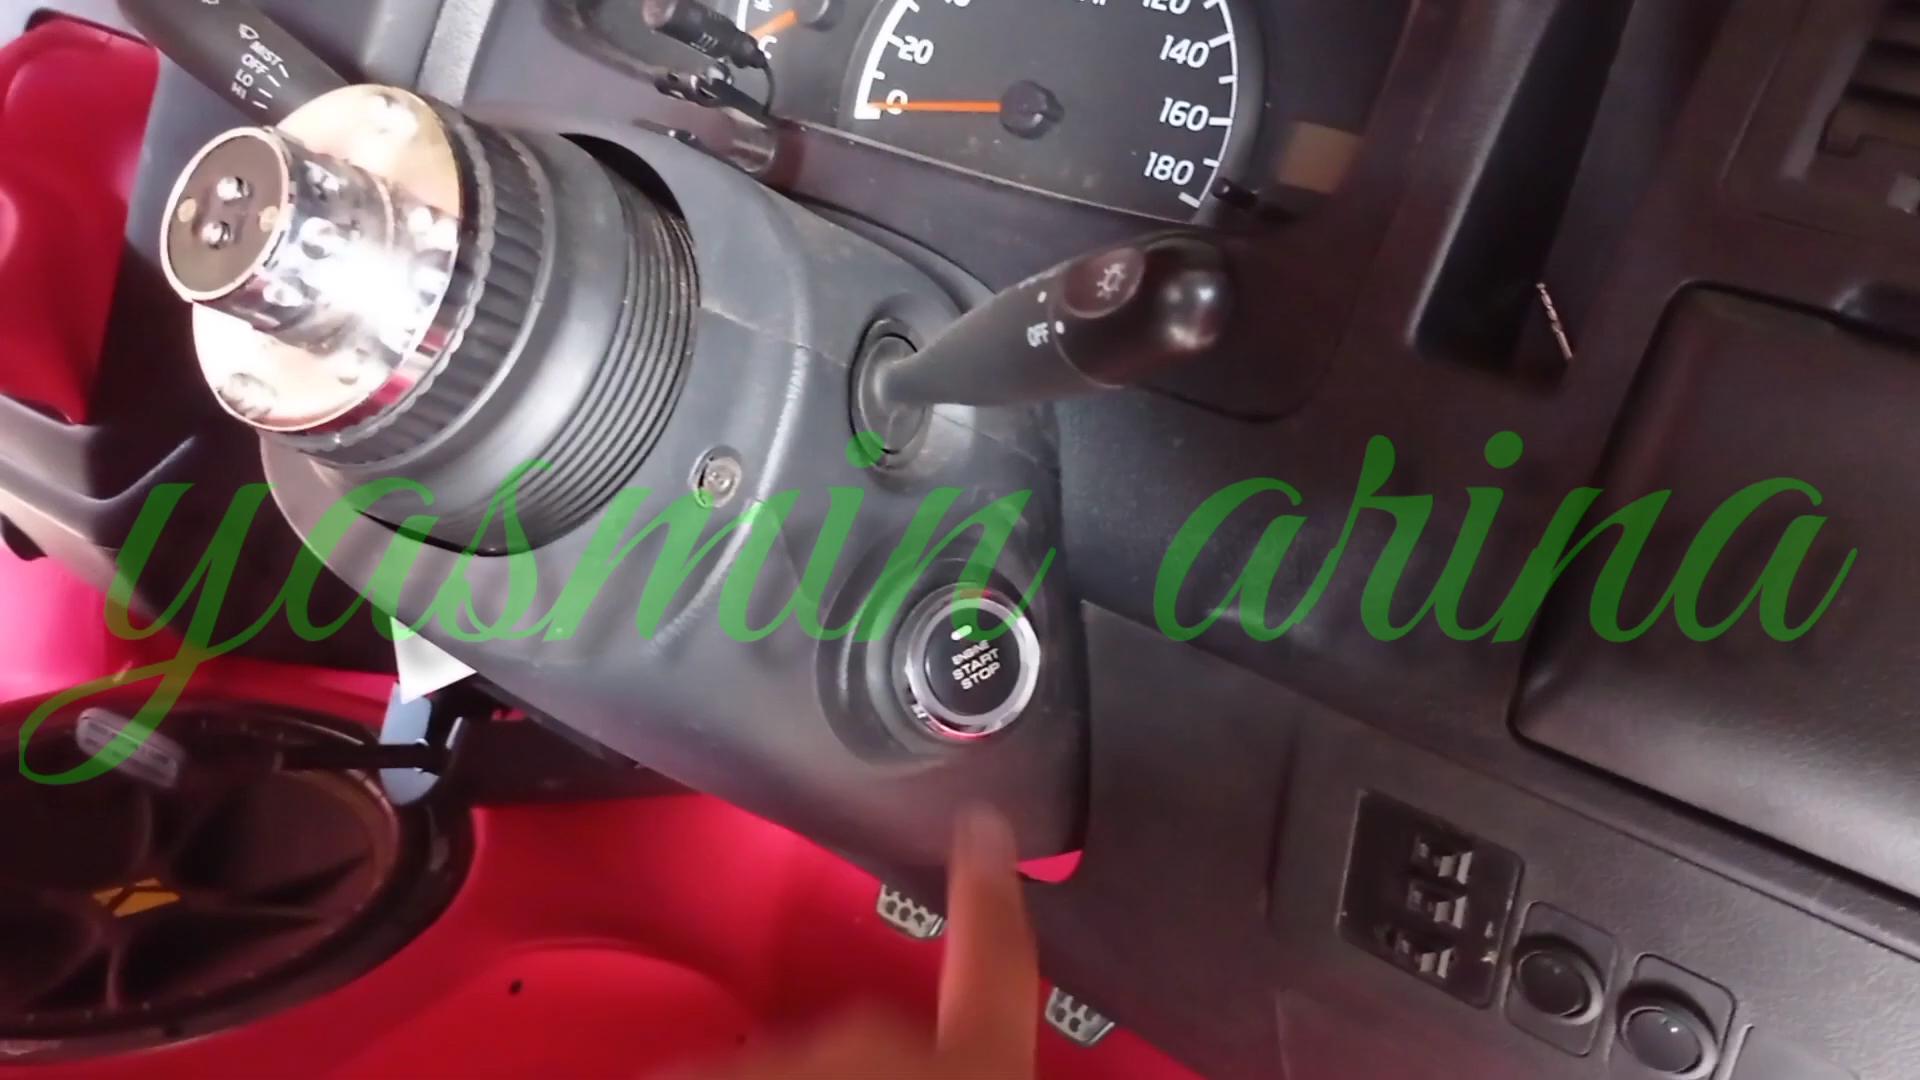 MIST
OFF
LO
HI
C
20
0
120
140
160
180
OFF
yasmin arina
ENGINE
START
STOP